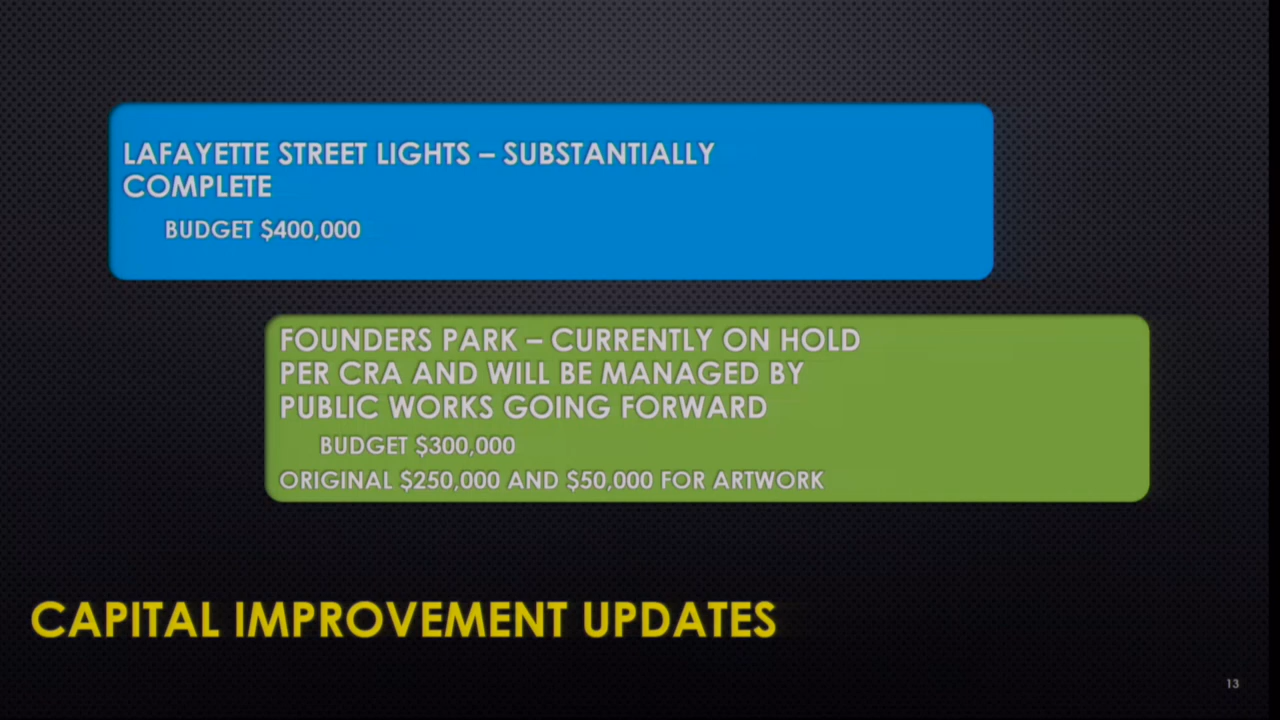 LAFAYETTE STREET LIGHTS – SUBSTANTIALLY
COMPLETE
BUDGET $400,000
FOUNDERS PARK – CURRENTLY ON HOLD
PER CRA AND WILL BE MANAGED BY
PUBLIC WORKS GOING FORWARD
BUDGET $300,000
ORIGINAL $250,000 AND $50,000 FOR ARTWORK
CAPITAL IMPROVEMENT UPDATES
13